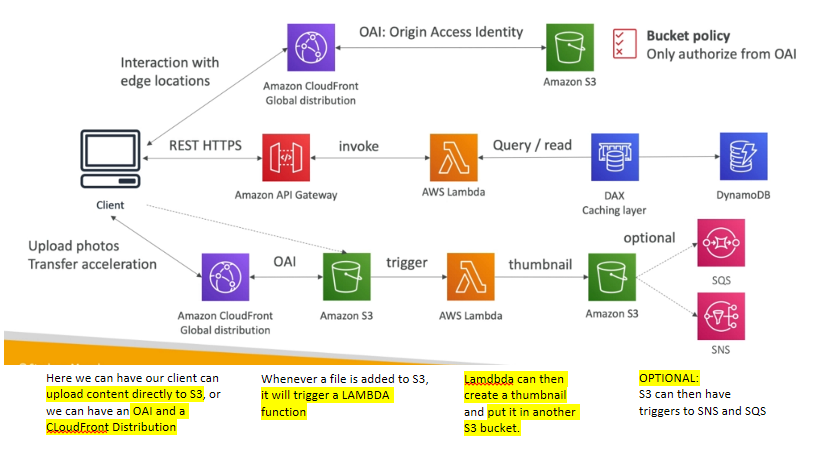 OAI: Origin Access Identity
Bucket policy
Only authorize from OAI
Interaction with
edge locations
Amazon CloudFront
Global distribution
Amazon S3
REST HTTPS
invoke
Query / read
Client
Amazon API Gateway
AWS Lambda
DAX
Caching layer
DynamoDB
Upload photos
Transfer acceleration
OAI
trigger
thumbnail
optional
SQS
Amazon CloudFront
Global distribution
Amazon S3
AWS Lambda
Amazon S3
SNS
Here we can have our client can
upload content directly to S3, or
we can have an OAI and a
CLoudFront Distribution
Whenever a file is added to S3,
it will trigger a LAMBDA
function
Lamdbda can then
create a thumbnail
and put it in another
S3 bucket.
OPTIONAL:
S3 can then have
triggers to SNS and SQS